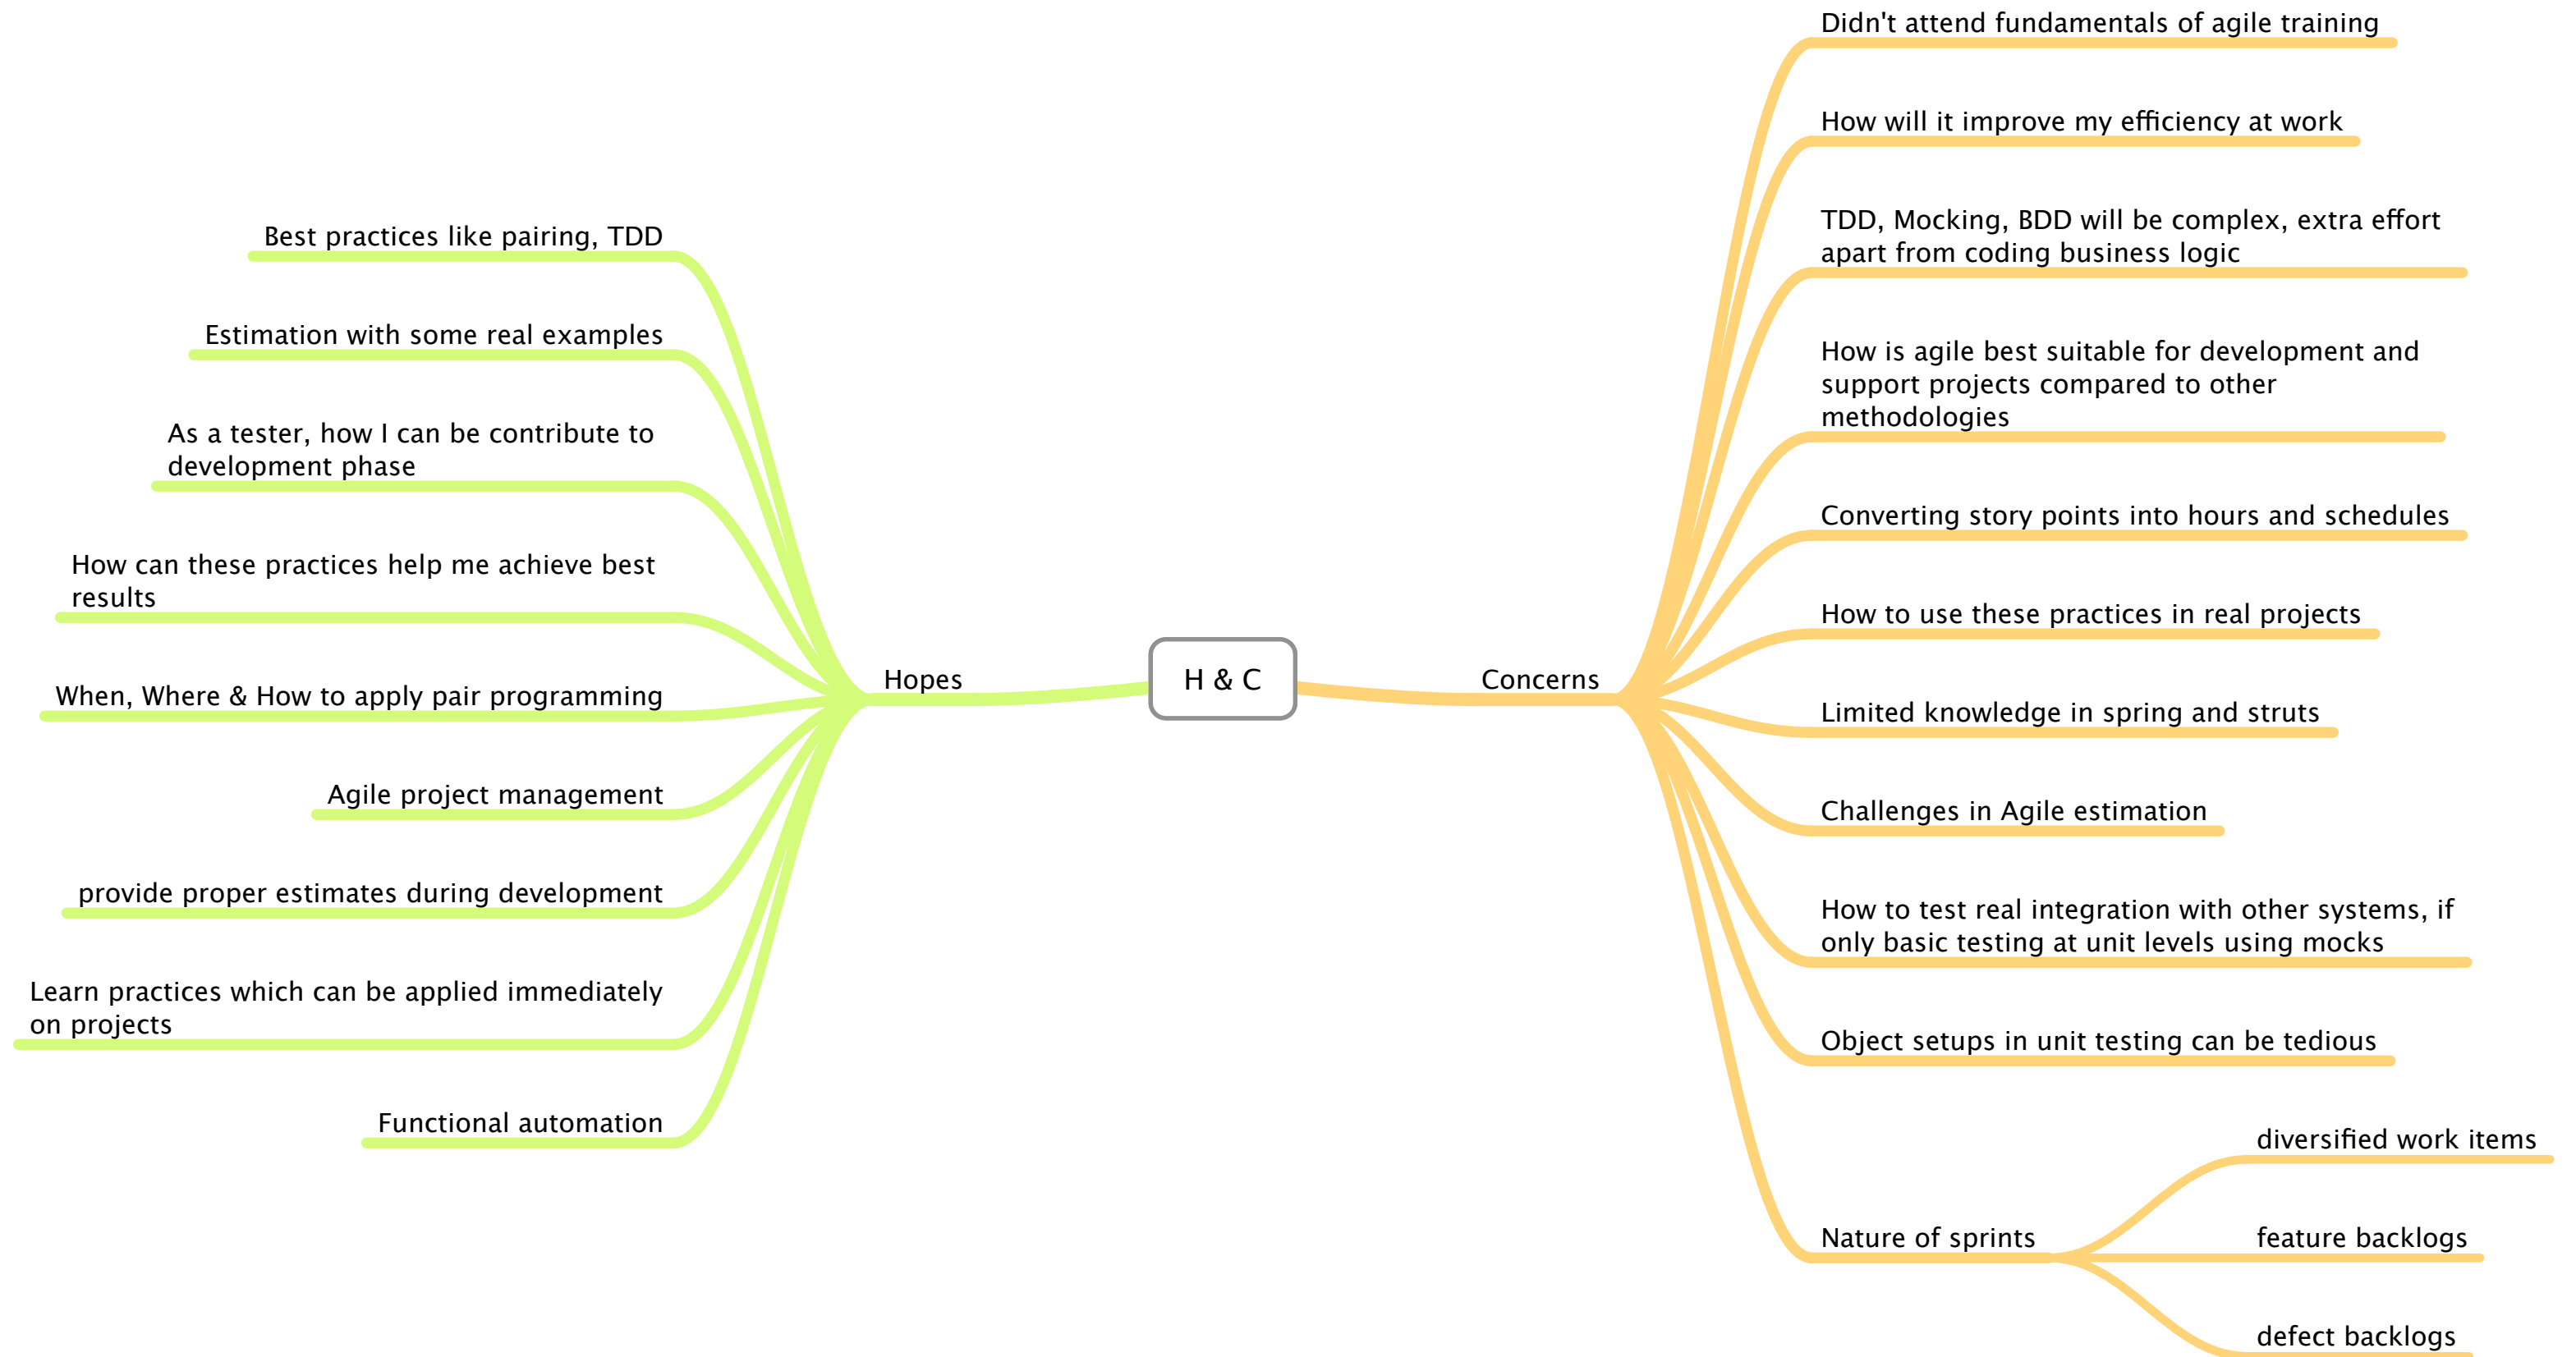 Best practices like pairing, TDD
Estimation with some real examples
As a tester, how I can be contribute to
development phase
How can these practices help me achieve best
results
When, Where & How to apply pair programming
Agile project management
provide proper estimates during development
Learn practices which can be applied immediately
on projects
Functional automation
Hopes
H & C
Concerns
Didn't attend fundamentals of agile training
How will it improve my efficiency at work
TDD, Mocking, BDD will be complex, extra effort
apart from coding business logic
How is agile best suitable for development and
support projects compared to other
methodologies
Converting story points into hours and schedules
How to use these practices in real projects
Limited knowledge in spring and struts
Challenges in Agile estimation
How to test real integration with other systems, if
only basic testing at unit levels using mocks
Object setups in unit testing can be tedious
Nature of sprints
diversified work items
feature backlogs
defect backlogs